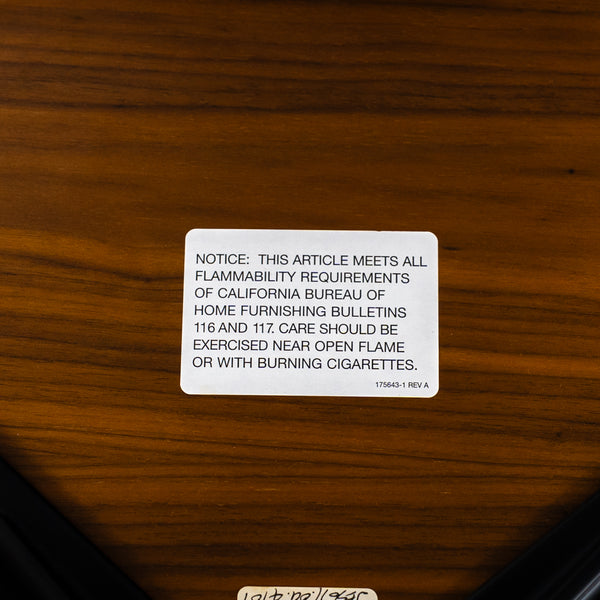 NOTICE: THIS ARTICLE MEETS ALL
FLAMMABILITY REQUIREMENTS
OF CALIFORNIA BUREAU OF
HOME FURNISHING BULLETINS
116 AND 117. CARE SHOULD BE
EXERCISED NEAR OPEN FLAME
OR WITH BURNING CIGARETTES.
175643-1 REV A